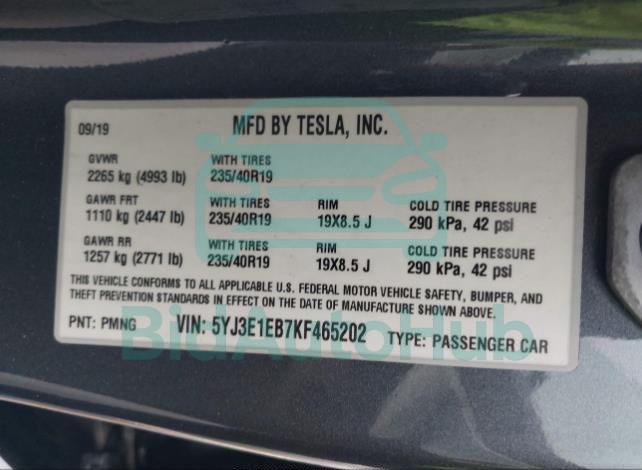 09/19 MFD BY TESLA, INC.
GVWR WITH TIRES
2265 kg (4993 lb) 235/40R19
GAWR FRT WITH TIRES RIM COLD TIRE PRESSURE
1110 kg (2447 lb) 235/40R19 19X8.5 J 290 kPa, 42 psi
GAWR RR WITH TIRES RIM COLD TIRE PRESSURE
1257 kg (2771 lb) 235/40R19 19X8.5 J 290 kPa, 42 psi
THIS VEHICLE CONFORMS TO ALL APPLICABLE U.S. FEDERAL MOTOR VEHICLE SAFETY, BUMPER, AND
THEFT PREVENTION STANDARDS IN EFFECT ON THE DATE OF MANUFACTURE SHOWN ABOVE.
PNT: PMNG VIN: 5YJ3E1EB7KF465202 TYPE: PASSENGER CAR
BidAutoHub